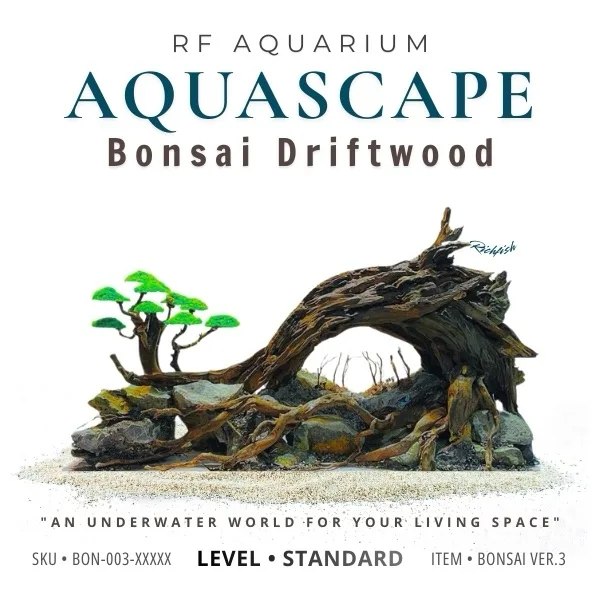 RF AQUARIUM
AQUASCAPE
Bonsai Driftwood
Richfish
"AN UNDERWATER WORLD FOR YOUR LIVING SPACE"
SKU • BON-003-XXXXX LEVEL • STANDARD ITEM • BONSAI VER.3